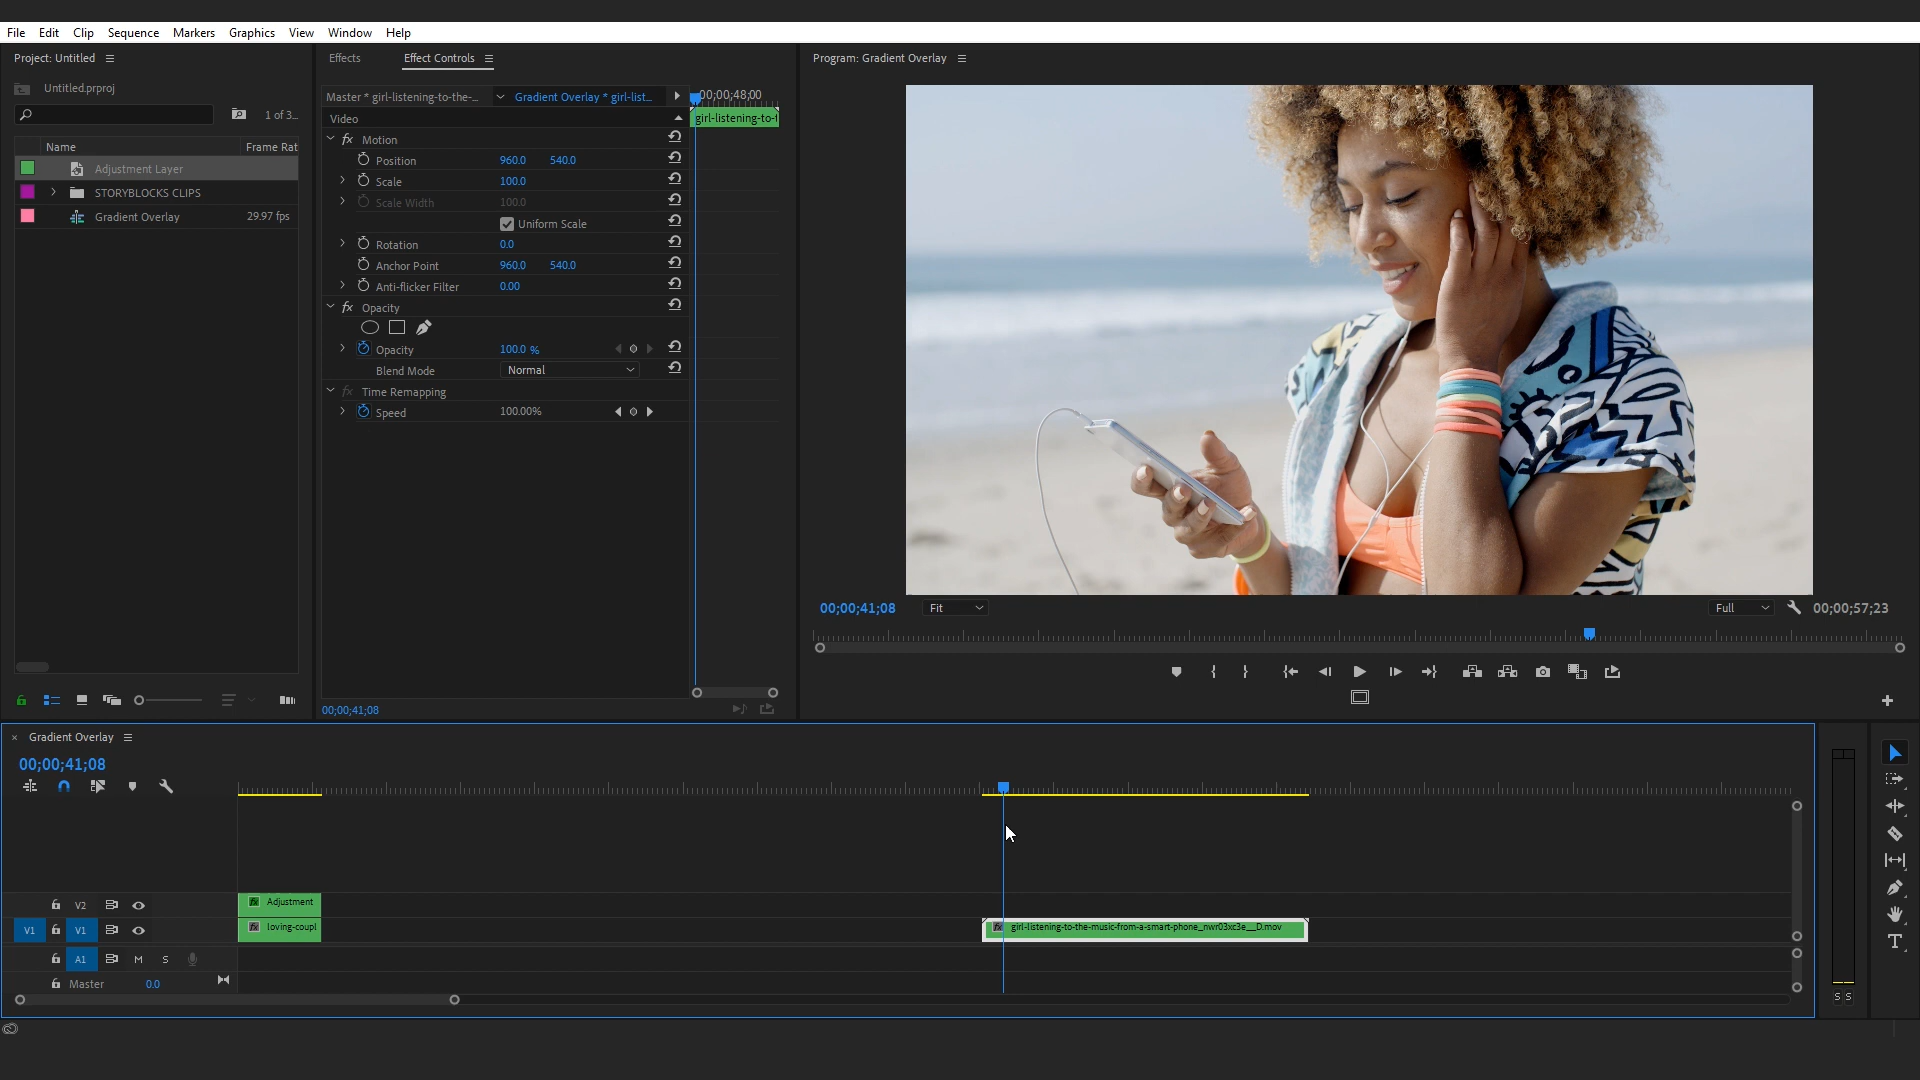 File Edit Clip Sequence Markers Graphics View Window Help
Project: Untitled
Untitled.prproj
1 of 3...
Name Frame Rat
Adjustment Layer
STORYBLOCKS CLIPS
Gradient Overlay 29.97 fps
Effects Effect Controls
Master * girl-listening-to-the-... Gradient Overlay * girl-list...
00;00;48;00
Video
girl-listening-to-t
fx Motion
Position 960.0 540.0
Scale 100.0
Scale Width 100.0
Uniform Scale
Rotation 0.0
Anchor Point 960.0 540.0
Anti-flicker Filter 0.00
fx Opacity
Opacity 100.0 %
Blend Mode Normal
fx Time Remapping
Speed 100.00%
00;00;41;08
Program: Gradient Overlay
00;00;41;08 Fit Full 00;00;57;23
× Gradient Overlay
00;00;41;08
V2
fx Adjustment
V1 V1
fx loving-coupl
fx girl-listening-to-the-music-from-a-smart-phone_nwr03xc3e__D.mov
A1 M S
Master 0.0
S S